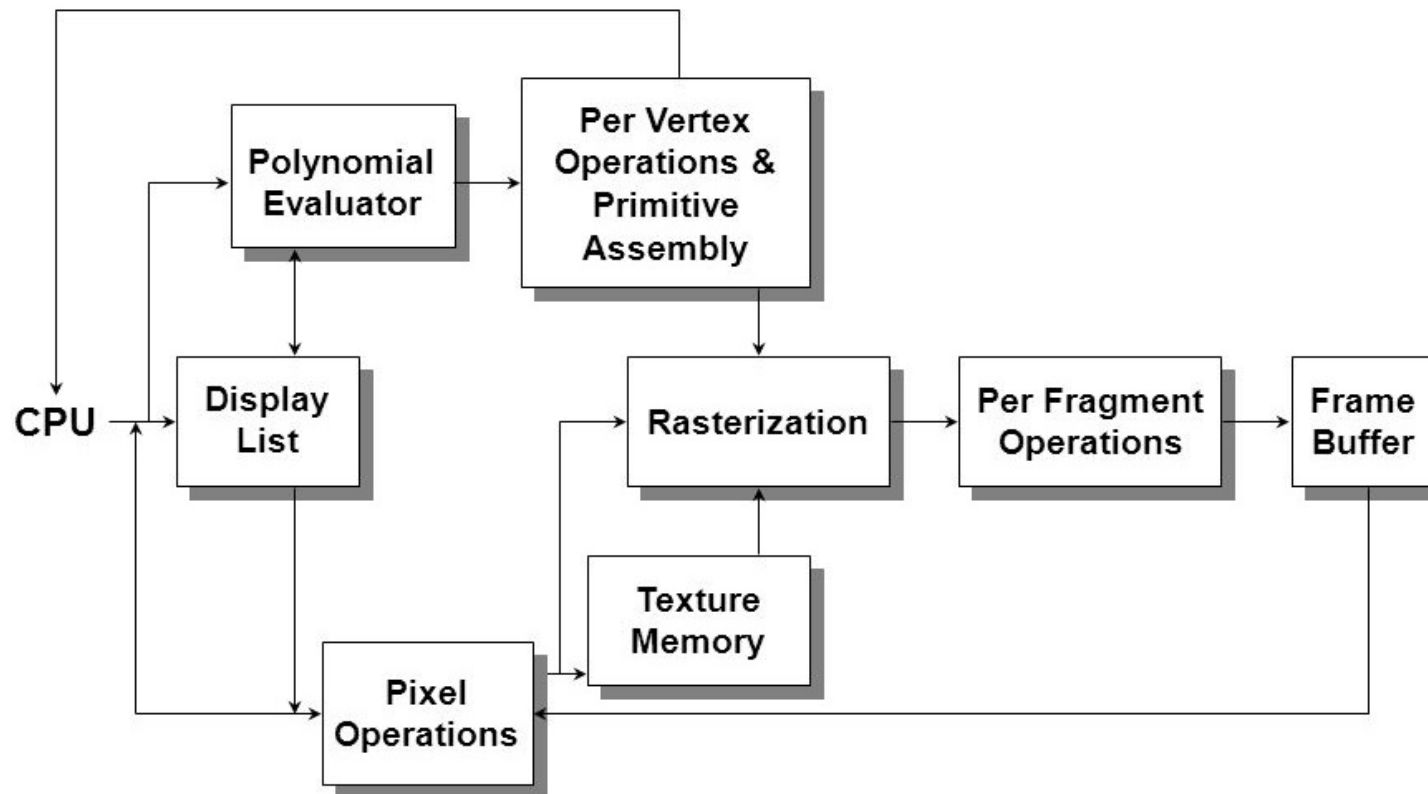 Per Vertex
Operations &
Primitive
Assembly
Polynomial
Evaluator
CPU
Display
List
Rasterization
Per Fragment
Operations
Frame
Buffer
Texture
Memory
Pixel
Operations